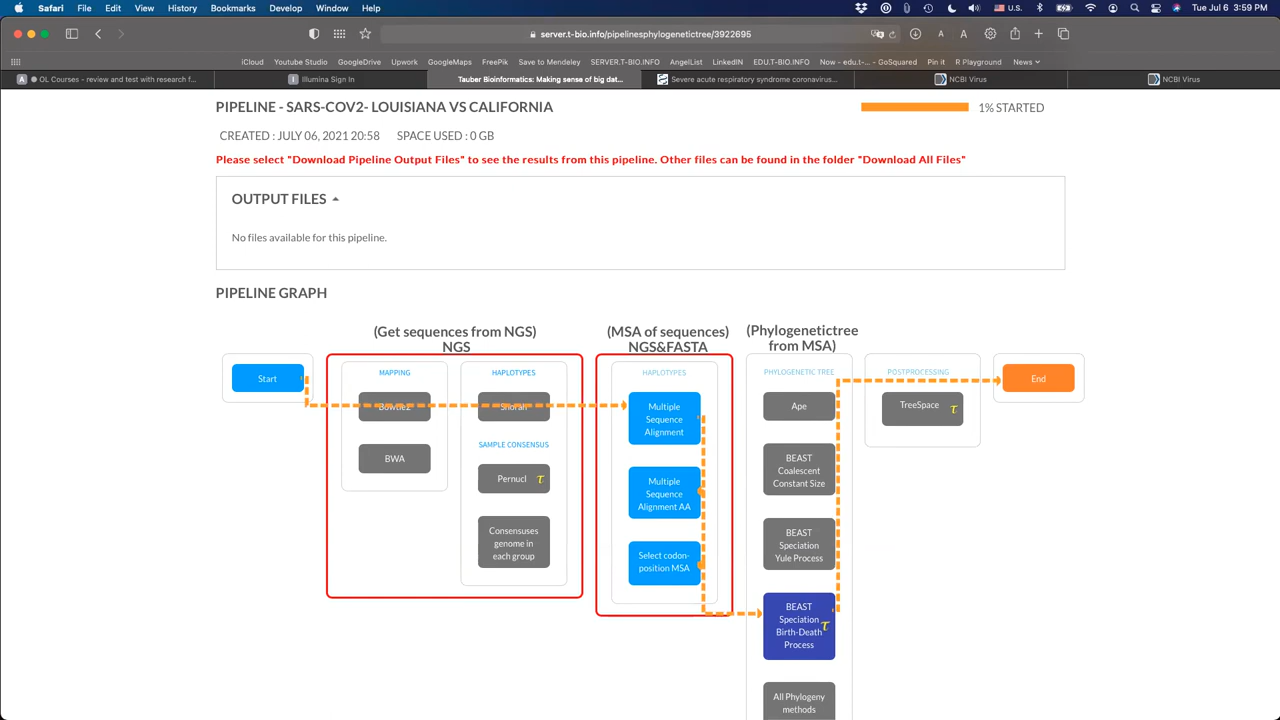 Safari File Edit View History Bookmarks Develop Window Help
Tue Jul 6 3:59 PM
server.t-bio.info/pipelinesphylogenetictree/3922695
iCloud Youtube Studio GoogleDrive Upwork GoogleMaps FreePik Save to Mendeley SERVER.T-BIO.INFO AngelList LinkedIN EDU.T-BIO.INFO Now - edu.t-... - GoSquared Pin it R Playground News
OL Courses - review and test with research f...
Illumina Sign In
Tauber Bioinformatics: Making sense of big dat...
Severe acute respiratory syndrome coronavirus...
NCBI Virus
NCBI Virus
PIPELINE - SARS-COV2- LOUISIANA VS CALIFORNIA
1% STARTED
CREATED : JULY 06, 2021 20:58 SPACE USED : 0 GB
Please select "Download Pipeline Output Files" to see the results from this pipeline. Other files can be found in the folder "Download All Files"
OUTPUT FILES
No files available for this pipeline.
PIPELINE GRAPH
(Get sequences from NGS)
NGS
(MSA of sequences)
NGS&FASTA
(Phylogenetictree
from MSA)
Start
MAPPING
Bowtie2
BWA
HAPLOTYPES
Shorah
SAMPLE CONSENSUS
Pernucl τ
Consensuses
genome in
each group
HAPLOTYPES
Multiple
Sequence
Alignment
Multiple
Sequence
Alignment AA
Select codon-
position MSA
PHYLOGENETIC TREE
Ape
BEAST
Coalescent
Constant Size
BEAST
Speciation
Yule Process
BEAST
Speciation
Birth-Death τ
Process
All Phylogeny
methods
POSTPROCESSING
TreeSpace τ
End